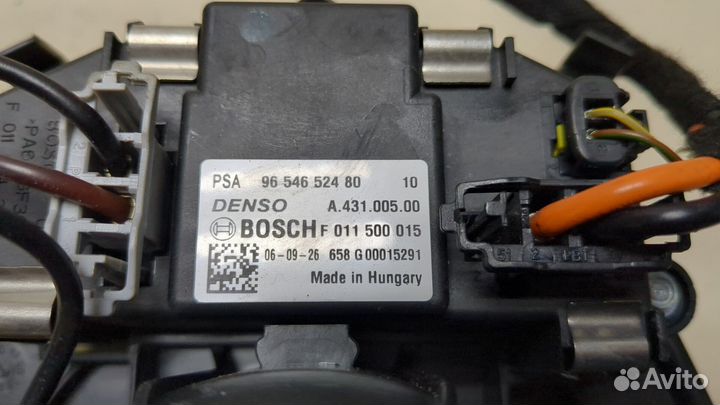 PSA 96 546 524 80 10
DENSO A.431.005.00
BOSCH F 011 500 015
06-09-26 658 G00015291
Made in Hungary
F 011
Avito